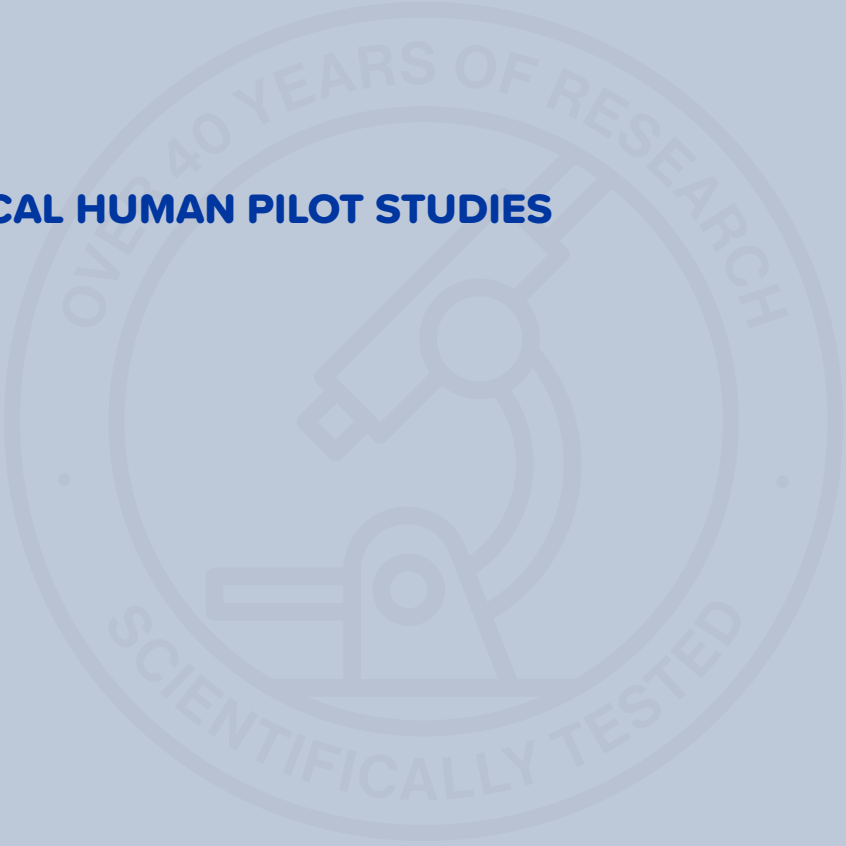 OVER 40 YEARS OF RESEARCH
CAL HUMAN PILOT STUDIES
SCIENTIFICALLY TESTED